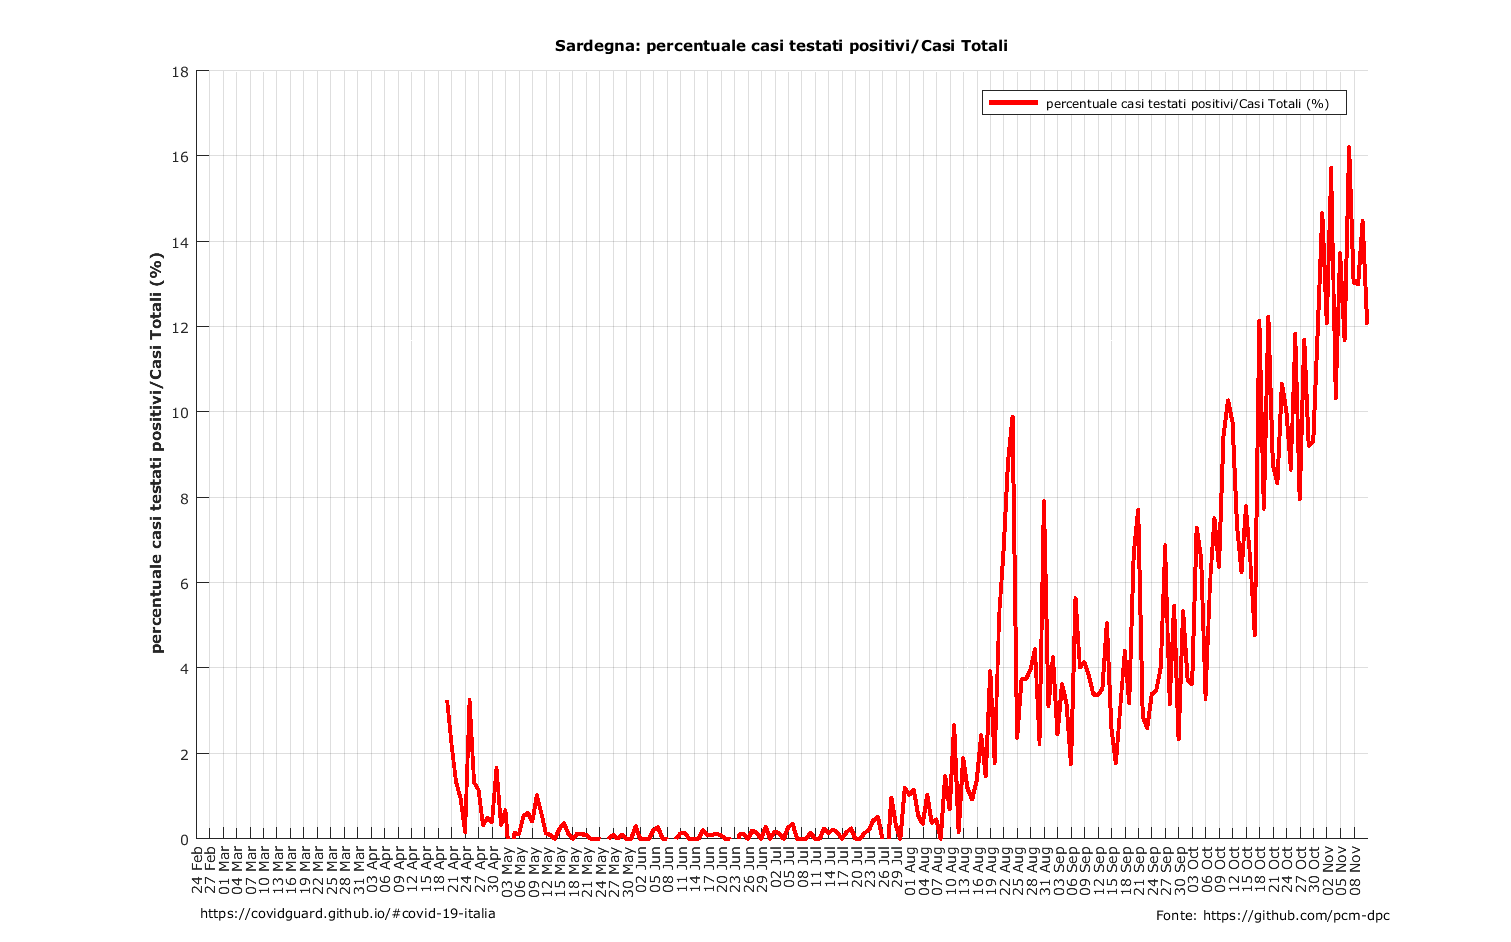 Sardegna: percentuale casi testati positivi/Casi Totali
percentuale casi testati positivi/Casi Totali (%)
percentuale casi testati positivi/Casi Totali (%)
18
16
14
12
10
8
6
4
2
0
24 Feb
27 Feb
01 Mar
04 Mar
07 Mar
10 Mar
13 Mar
16 Mar
19 Mar
22 Mar
25 Mar
28 Mar
31 Mar
03 Apr
06 Apr
09 Apr
12 Apr
15 Apr
18 Apr
21 Apr
24 Apr
27 Apr
30 Apr
03 May
06 May
09 May
12 May
15 May
18 May
21 May
24 May
27 May
30 May
02 Jun
05 Jun
08 Jun
11 Jun
14 Jun
17 Jun
20 Jun
23 Jun
26 Jun
29 Jun
02 Jul
05 Jul
08 Jul
11 Jul
14 Jul
17 Jul
20 Jul
23 Jul
26 Jul
29 Jul
01 Aug
04 Aug
07 Aug
10 Aug
13 Aug
16 Aug
19 Aug
22 Aug
25 Aug
28 Aug
31 Aug
03 Sep
06 Sep
09 Sep
12 Sep
15 Sep
18 Sep
21 Sep
24 Sep
27 Sep
30 Sep
03 Oct
06 Oct
09 Oct
12 Oct
15 Oct
18 Oct
21 Oct
24 Oct
27 Oct
30 Oct
02 Nov
05 Nov
08 Nov
https://covidguard.github.io/#covid-19-italia
Fonte: https://github.com/pcm-dpc